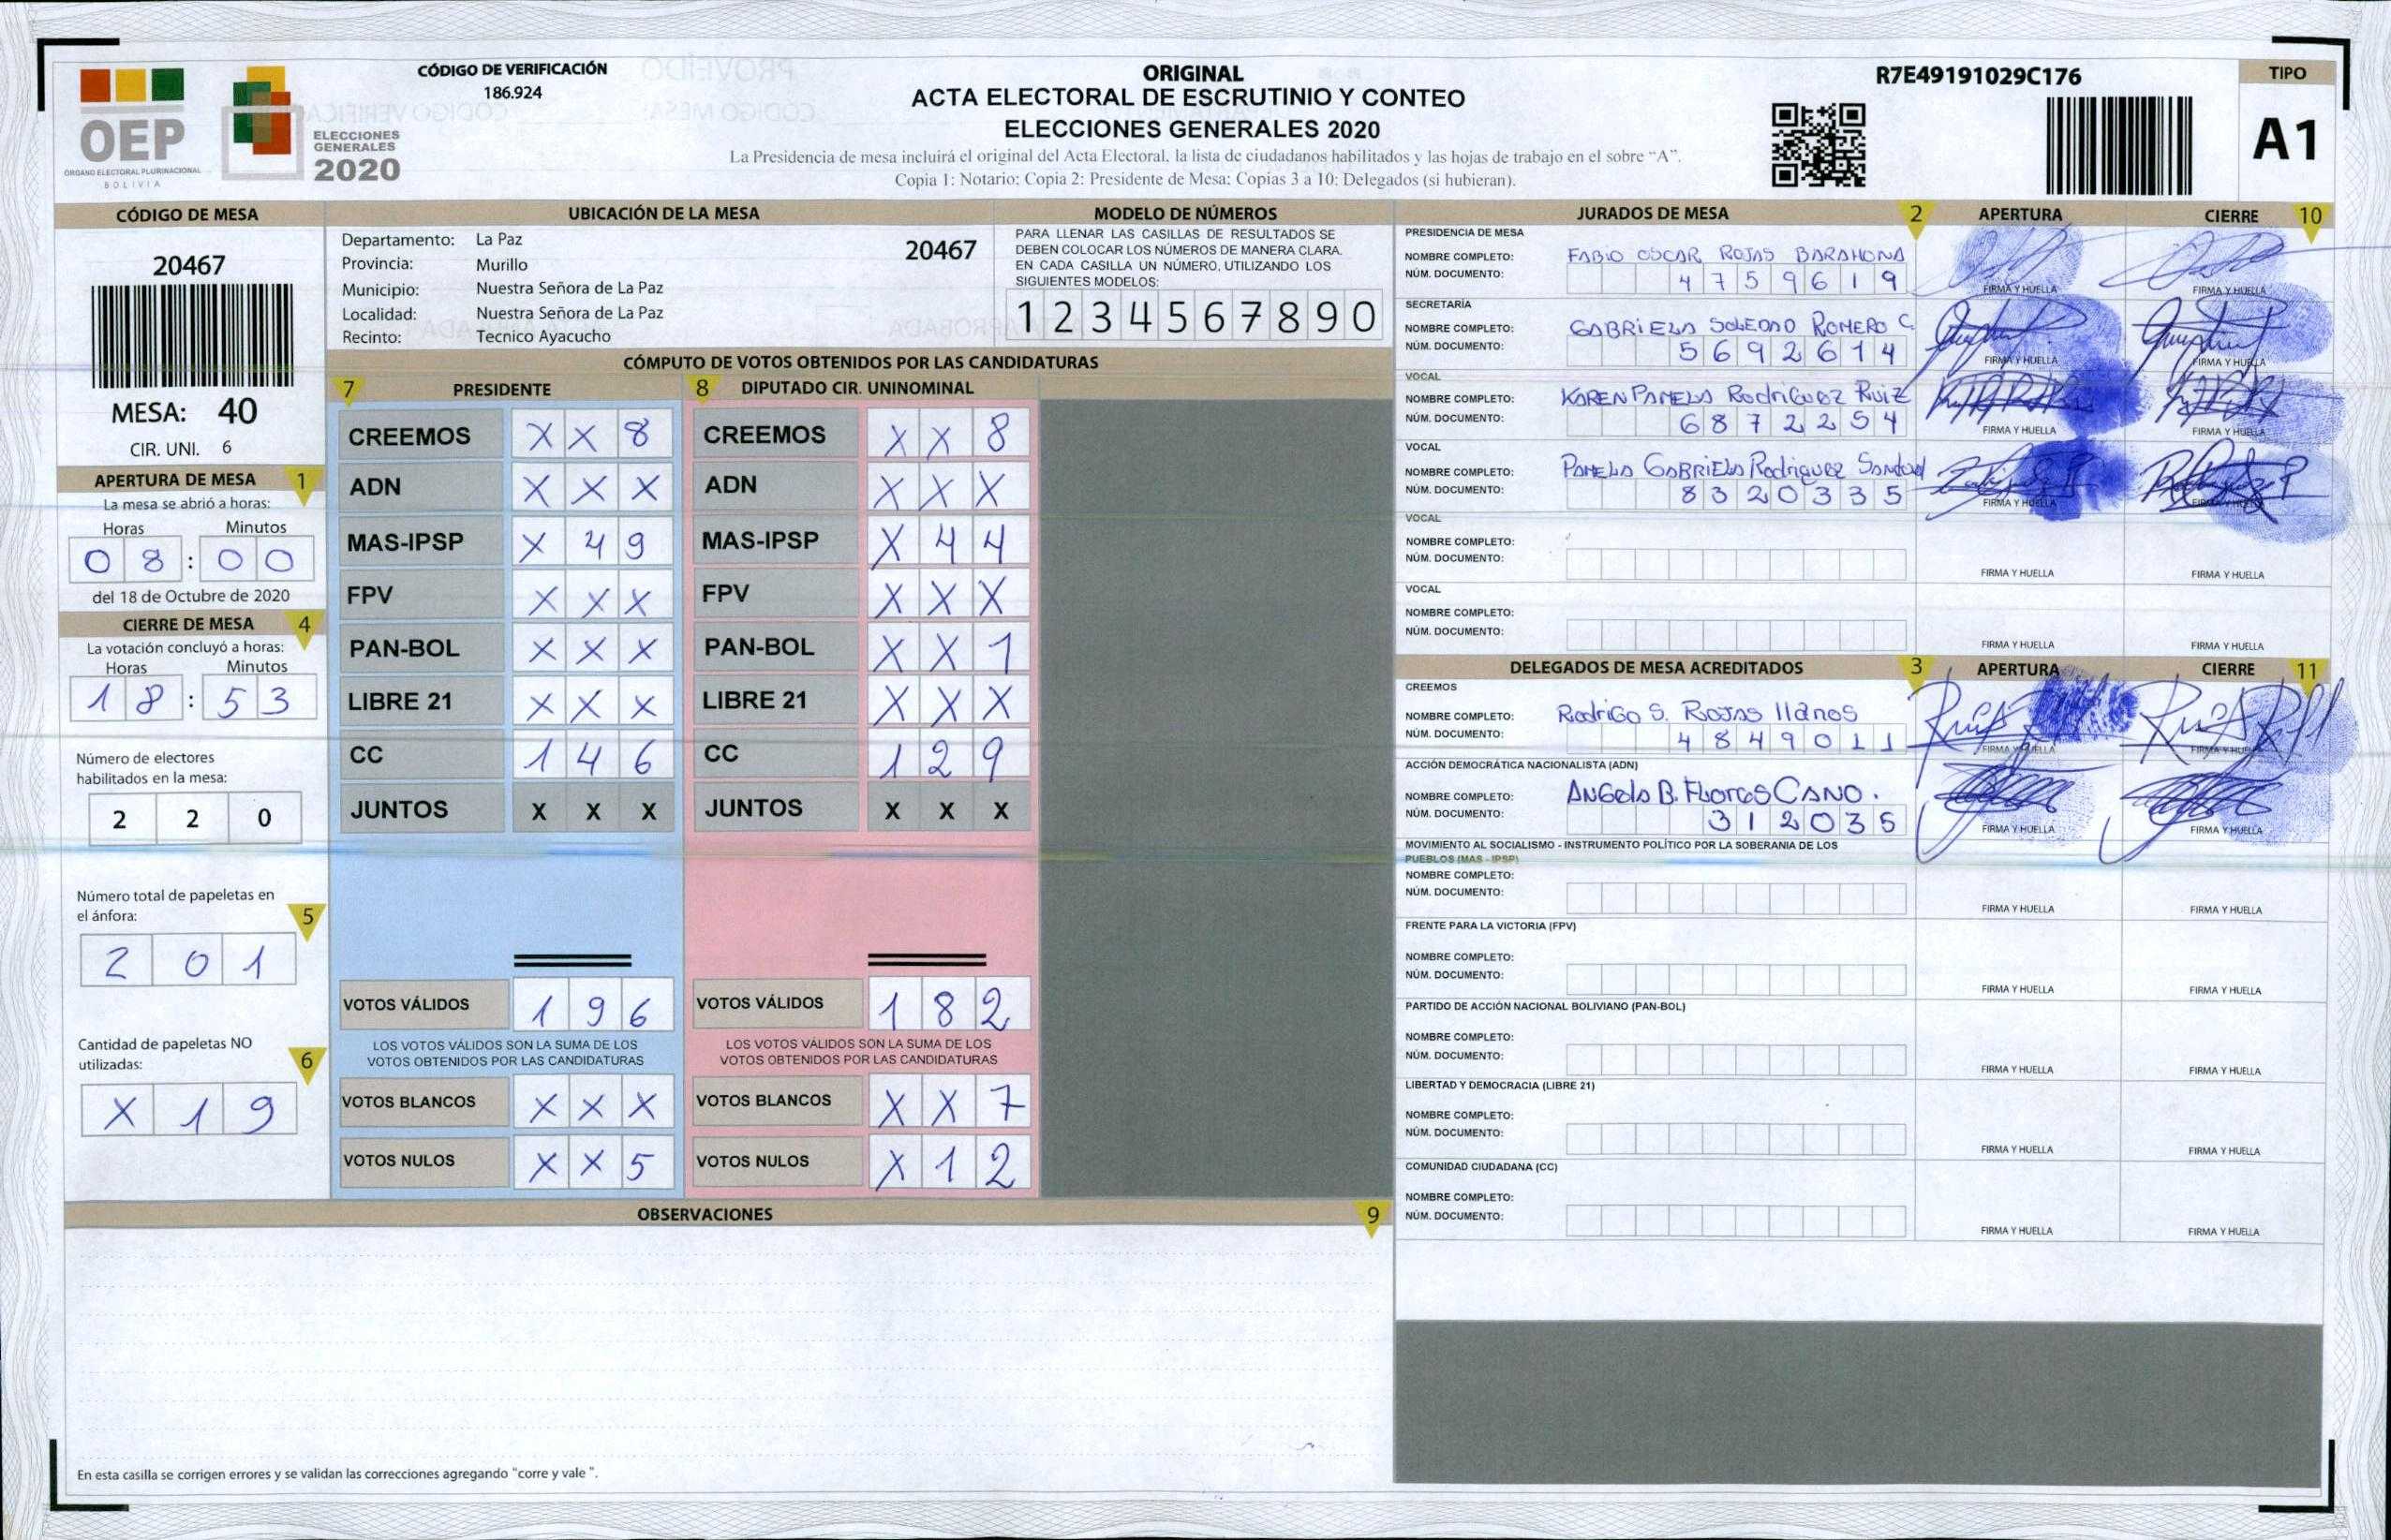 CÓDIGO DE VERIFICACIÓN
186.924
OEP
ÓRGANO ELECTORAL PLURINACIONAL
BOLIVIA
ELECCIONES
GENERALES
2020
ORIGINAL
ACTA ELECTORAL DE ESCRUTINIO Y CONTEO
ELECCIONES GENERALES 2020
La Presidencia de mesa incluirá el original del Acta Electoral, la lista de ciudadanos habilitados y las hojas de trabajo en el sobre "A".
Copia 1: Notario; Copia 2: Presidente de Mesa; Copias 3 a 10: Delegados (si hubieran).
R7E49191029C176
TIPO
A1
CÓDIGO DE MESA
20467
MESA: 40
CIR. UNI. 6
APERTURA DE MESA 1
La mesa se abrió a horas:
Horas Minutos
0 8 : 0 0
del 18 de Octubre de 2020
CIERRE DE MESA 4
La votación concluyó a horas:
Horas Minutos
1 8 : 5 3
Número de electores
habilitados en la mesa:
2 2 0
Número total de papeletas en
el ánfora: 5
2 0 1
Cantidad de papeletas NO
utilizadas: 6
X 1 9
UBICACIÓN DE LA MESA
Departamento: La Paz
20467
Provincia: Murillo
Municipio: Nuestra Señora de La Paz
Localidad: Nuestra Señora de La Paz
Recinto: Tecnico Ayacucho
MODELO DE NÚMEROS
PARA LLENAR LAS CASILLAS DE RESULTADOS SE
DEBEN COLOCAR LOS NÚMEROS DE MANERA CLARA.
EN CADA CASILLA UN NÚMERO, UTILIZANDO LOS
SIGUIENTES MODELOS:
1 2 3 4 5 6 7 8 9 0
CÓMPUTO DE VOTOS OBTENIDOS POR LAS CANDIDATURAS
7 PRESIDENTE
CREEMOS X X 8
ADN X X X
MAS-IPSP X 4 9
FPV X X X
PAN-BOL X X X
LIBRE 21 X X X
CC 1 4 6
JUNTOS X X X
VOTOS VÁLIDOS 1 9 6
LOS VOTOS VÁLIDOS SON LA SUMA DE LOS
VOTOS OBTENIDOS POR LAS CANDIDATURAS
VOTOS BLANCOS X X X
VOTOS NULOS X X 5
8 DIPUTADO CIR. UNINOMINAL
CREEMOS X X 8
ADN X X X
MAS-IPSP X 4 4
FPV X X X
PAN-BOL X X 1
LIBRE 21 X X X
CC 1 2 9
JUNTOS X X X
VOTOS VÁLIDOS 1 8 2
LOS VOTOS VÁLIDOS SON LA SUMA DE LOS
VOTOS OBTENIDOS POR LAS CANDIDATURAS
VOTOS BLANCOS X X 7
VOTOS NULOS X 1 2
OBSERVACIONES 9
En esta casilla se corrigen errores y se validan las correcciones agregando "corre y vale ".
JURADOS DE MESA 2 APERTURA CIERRE 10
PRESIDENCIA DE MESA
NOMBRE COMPLETO: FABIO OSCAR ROJAS BARAHONA
NÚM. DOCUMENTO: 4 7 5 9 6 1 9
FIRMA Y HUELLA FIRMA Y HUELLA
SECRETARÍA
NOMBRE COMPLETO: GABRIELA SOLEDAD ROMERO C.
NÚM. DOCUMENTO: 5 6 9 2 6 1 4
FIRMA Y HUELLA FIRMA Y HUELLA
VOCAL
NOMBRE COMPLETO: KAREN PAMELA Rodriguez Ruiz
NÚM. DOCUMENTO: 6 8 7 2 2 5 4
FIRMA Y HUELLA FIRMA Y HUELLA
VOCAL
NOMBRE COMPLETO: PAMELA GABRIELA Rodriguez Sandoval
NÚM. DOCUMENTO: 8 3 2 0 3 3 5
FIRMA Y HUELLA FIRMA Y HUELLA
VOCAL
NOMBRE COMPLETO:
NÚM. DOCUMENTO:
FIRMA Y HUELLA FIRMA Y HUELLA
VOCAL
NOMBRE COMPLETO:
NÚM. DOCUMENTO:
FIRMA Y HUELLA FIRMA Y HUELLA
DELEGADOS DE MESA ACREDITADOS 3 APERTURA CIERRE 11
CREEMOS
NOMBRE COMPLETO: Rodrigo S. Rojas llanos
NÚM. DOCUMENTO: 4 8 4 9 0 1 1
FIRMA Y HUELLA FIRMA Y HUELLA
ACCIÓN DEMOCRÁTICA NACIONALISTA (ADN)
NOMBRE COMPLETO: ANGELA B. FLORES CANO.
NÚM. DOCUMENTO: 3 1 2 0 3 5
FIRMA Y HUELLA FIRMA Y HUELLA
MOVIMIENTO AL SOCIALISMO - INSTRUMENTO POLÍTICO POR LA SOBERANIA DE LOS
PUEBLOS (MAS - IPSP)
NOMBRE COMPLETO:
NÚM. DOCUMENTO:
FIRMA Y HUELLA FIRMA Y HUELLA
FRENTE PARA LA VICTORIA (FPV)
NOMBRE COMPLETO:
NÚM. DOCUMENTO:
FIRMA Y HUELLA FIRMA Y HUELLA
PARTIDO DE ACCIÓN NACIONAL BOLIVIANO (PAN-BOL)
NOMBRE COMPLETO:
NÚM. DOCUMENTO:
FIRMA Y HUELLA FIRMA Y HUELLA
LIBERTAD Y DEMOCRACIA (LIBRE 21)
NOMBRE COMPLETO:
NÚM. DOCUMENTO:
FIRMA Y HUELLA FIRMA Y HUELLA
COMUNIDAD CIUDADANA (CC)
NOMBRE COMPLETO:
NÚM. DOCUMENTO:
FIRMA Y HUELLA FIRMA Y HUELLA